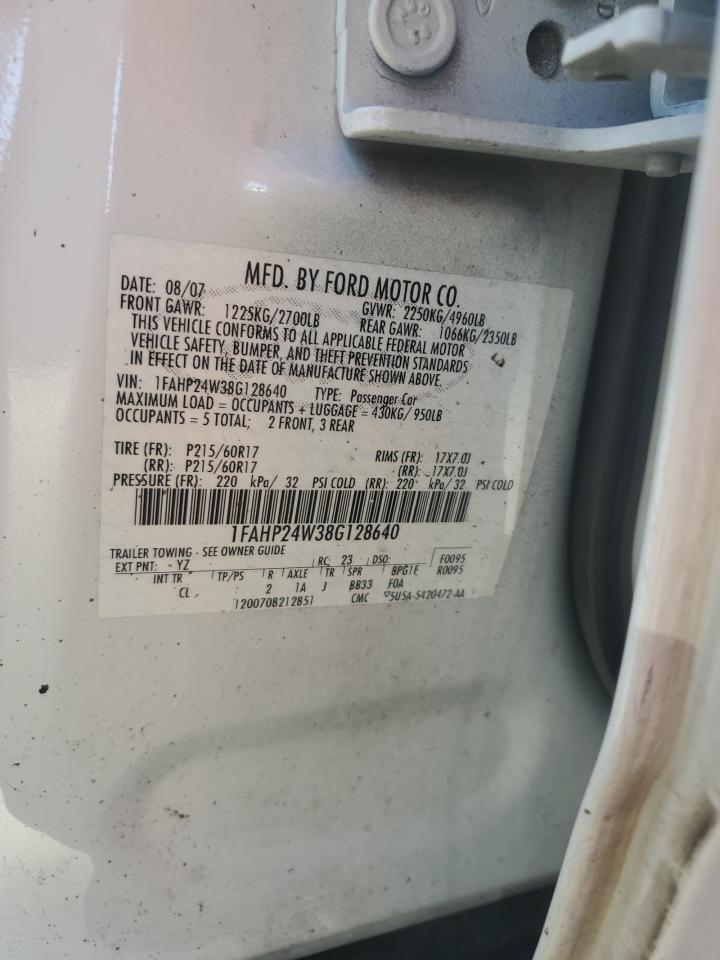 MFD. BY FORD MOTOR CO.
DATE: 08/07 GVWR: 2250KG/4960LB
FRONT GAWR: 1225KG/2700LB REAR GAWR: 1066KG/2350LB
THIS VEHICLE CONFORMS TO ALL APPLICABLE FEDERAL MOTOR
VEHICLE SAFETY, BUMPER, AND THEFT PREVENTION STANDARDS
IN EFFECT ON THE DATE OF MANUFACTURE SHOWN ABOVE.
VIN: 1FAHP24W38G128640 TYPE: Passenger Car
MAXIMUM LOAD = OCCUPANTS + LUGGAGE = 430KG/950LB
OCCUPANTS = 5 TOTAL; 2 FRONT, 3 REAR
TIRE (FR): P215/60R17 RIMS (FR): 17X7.0J
(RR): P215/60R17 (RR): 17X7.0J
PRESSURE (FR): 220 kPa/ 32 PSI COLD (RR): 220 kPa/ 32 PSI COLD
1FAHP24W38G128640
TRAILER TOWING - SEE OWNER GUIDE
EXT PNT: YZ RC: 23 DSO: F0095
INT TR TP/PS R AXLE TR SPR BPGIF R0095
CL 2 1A J BB33 F0A
120070821285 CMC 5U5A-5420472-AA